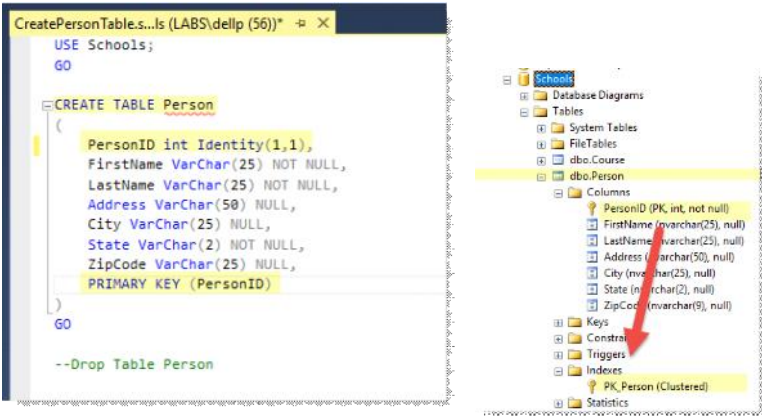 CreatePersonTable.s...ls (LABS\dellp (56))*
USE Schools;
GO
CREATE TABLE Person
(
PersonID int Identity(1,1),
FirstName VarChar(25) NOT NULL,
LastName VarChar(25) NOT NULL,
Address VarChar(50) NULL,
City VarChar(25) NULL,
State VarChar(2) NOT NULL,
ZipCode VarChar(25) NULL,
PRIMARY KEY (PersonID)
)
GO
--Drop Table Person
Schools
Database Diagrams
Tables
System Tables
FileTables
dbo.Course
dbo.Person
Columns
PersonID (PK, int, not null)
FirstName (nvarchar(25), null)
LastName (nvarchar(25), null)
Address (nvarchar(50), null)
City (nvarchar(25), null)
State (nvarchar(2), null)
ZipCode (nvarchar(9), null)
Keys
Constraints
Triggers
Indexes
PK_Person (Clustered)
Statistics